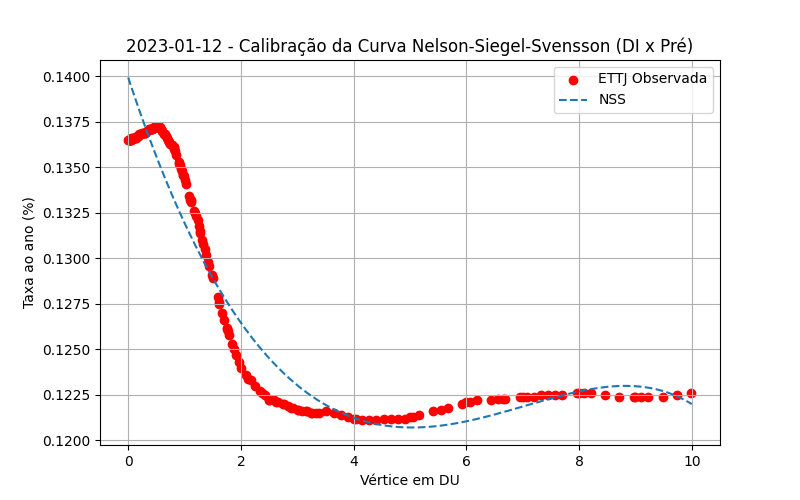 2023-01-12 - Calibração da Curva Nelson-Siegel-Svensson (DI x Pré)
ETTJ Observada
NSS
Taxa ao ano (%)
0.1400
0.1375
0.1350
0.1325
0.1300
0.1275
0.1250
0.1225
0.1200
0 2 4 6 8 10
Vértice em DU